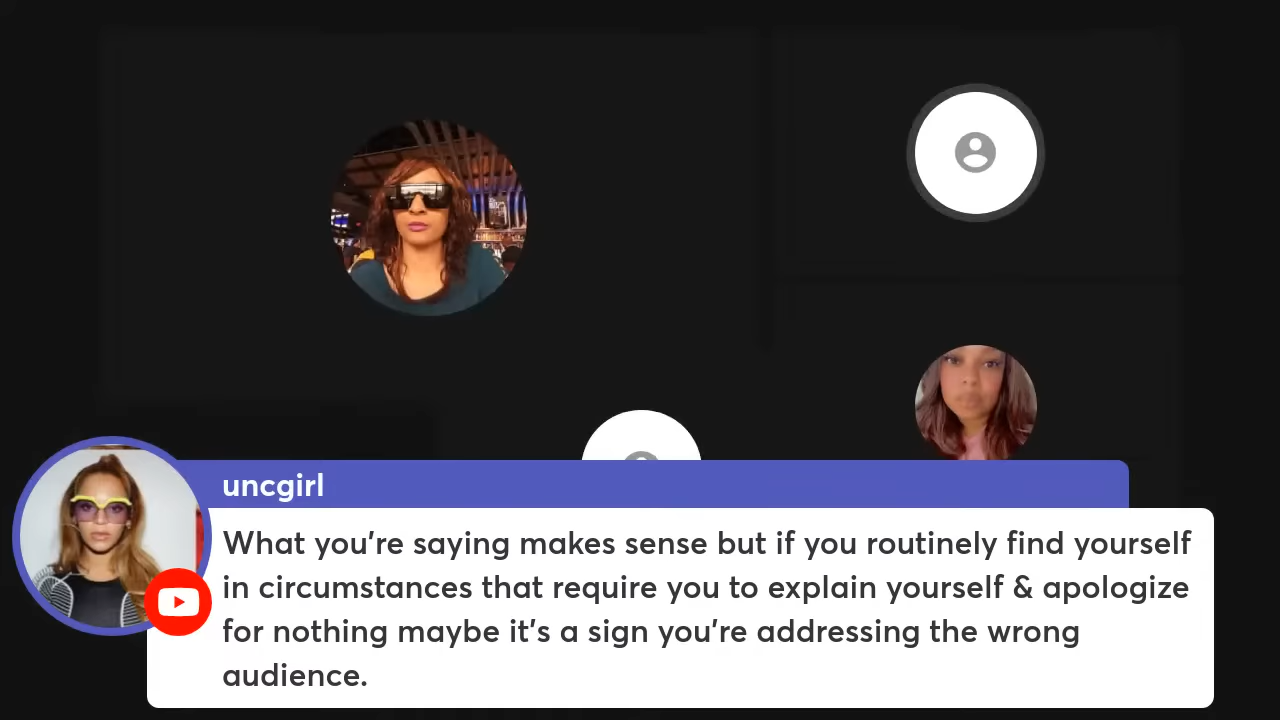 uncgirl
What you're saying makes sense but if you routinely find yourself
in circumstances that require you to explain yourself & apologize
for nothing maybe it's a sign you're addressing the wrong
audience.